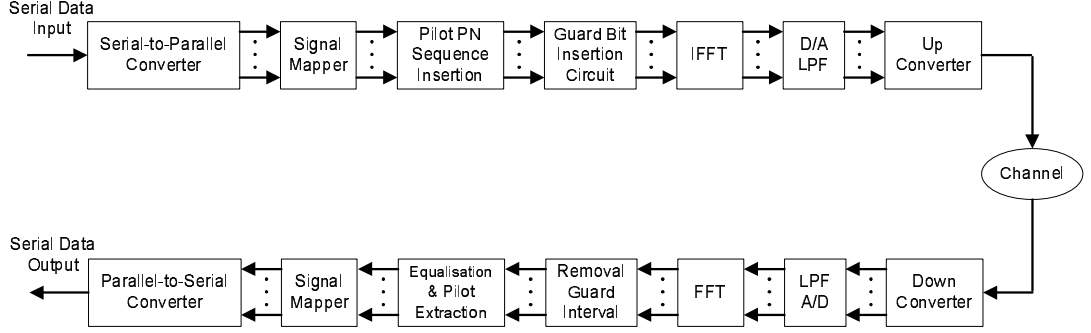 Serial Data
Input
Serial-to-Parallel
Converter
Signal
Mapper
Pilot PN
Sequence
Insertion
Guard Bit
Insertion
Circuit
IFFT
D/A
LPF
Up
Converter
Channel
Serial Data
Output
Parallel-to-Serial
Converter
Signal
Mapper
Equalisation
& Pilot
Extraction
Removal
Guard
Interval
FFT
LPF
A/D
Down
Converter